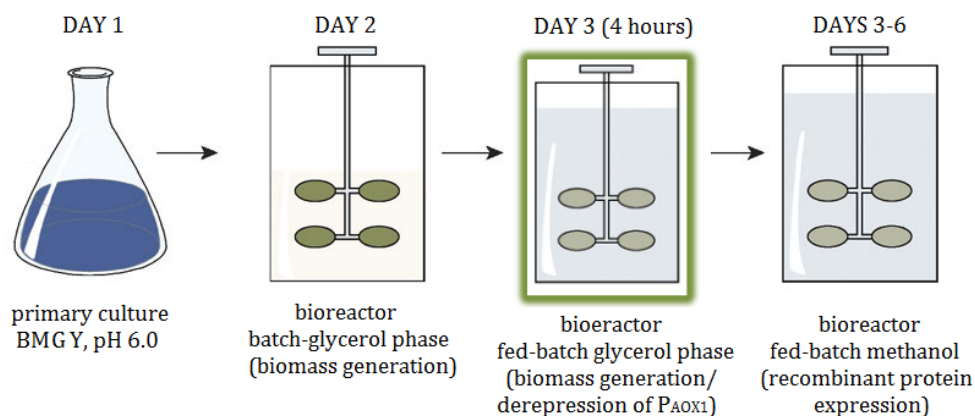 DAY 1
DAY 2
DAY 3 (4 hours)
DAYS 3-6
primary culture
BMGY, pH 6.0
bioreactor
batch-glycerol phase
(biomass generation)
bioeractor
fed-batch glycerol phase
(biomass generation/
derepression of PAOX1)
bioreactor
fed-batch methanol
(recombinant protein
expression)